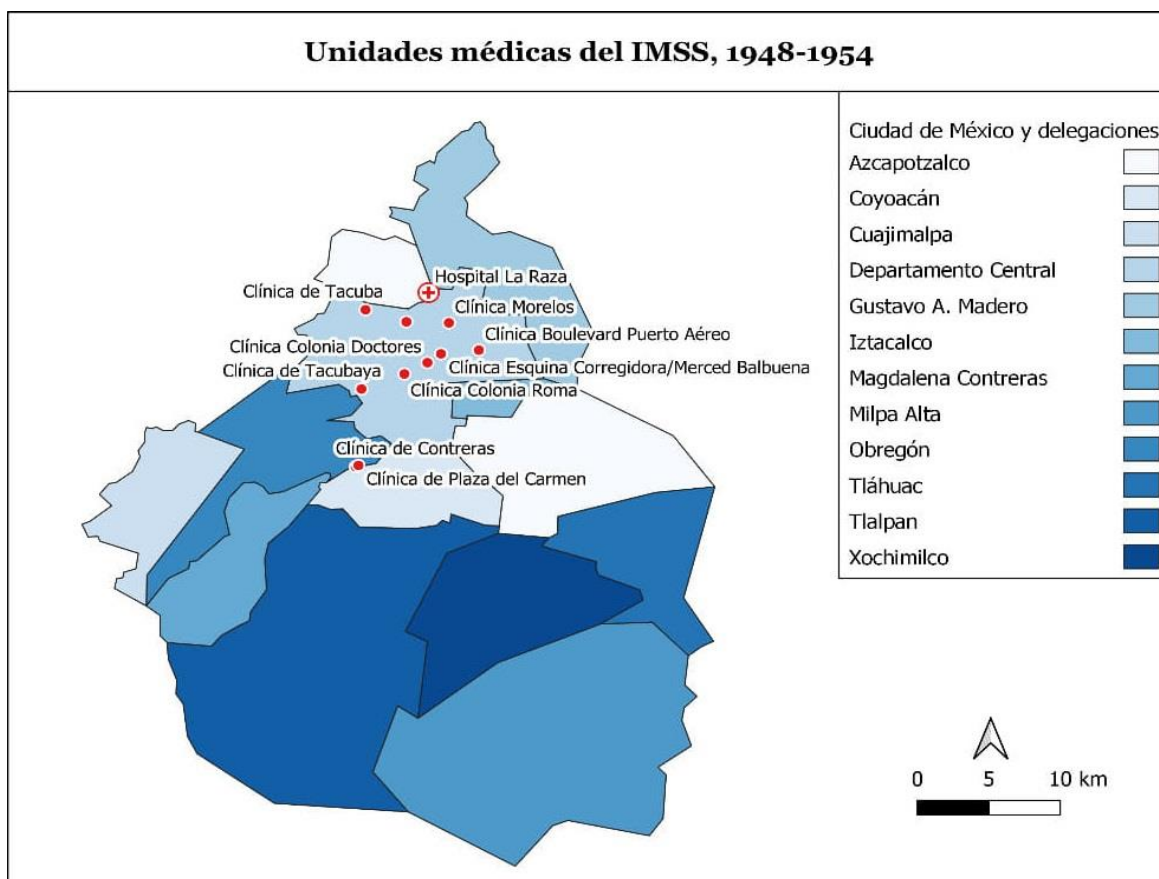 Unidades médicas del IMSS, 1948-1954
Hospital La Raza
Clínica de Tacuba
Clínica Morelos
Clínica Boulevard Puerto Aéreo
Clínica Colonia Doctores
Clínica Esquina Corregidora/Merced Balbuena
Clínica de Tacubaya
Clínica Colonia Roma
Clínica de Contreras
Clínica de Plaza del Carmen
Ciudad de México y delegaciones
Azcapotzalco
Coyoacán
Cuajimalpa
Departamento Central
Gustavo A. Madero
Iztacalco
Magdalena Contreras
Milpa Alta
Obregón
Tláhuac
Tlalpan
Xochimilco
0 5 10 km